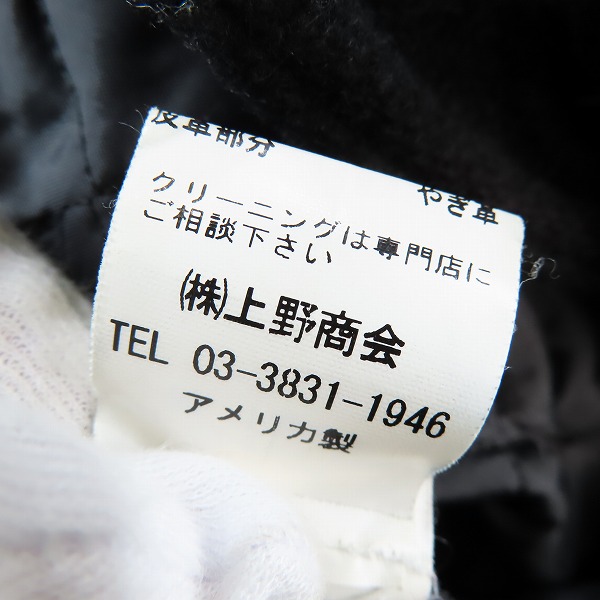 皮革部分 やぎ革
クリーニングは専門店に
ご相談下さい
㈱上野商会
TEL 03-3831-1946
アメリカ製